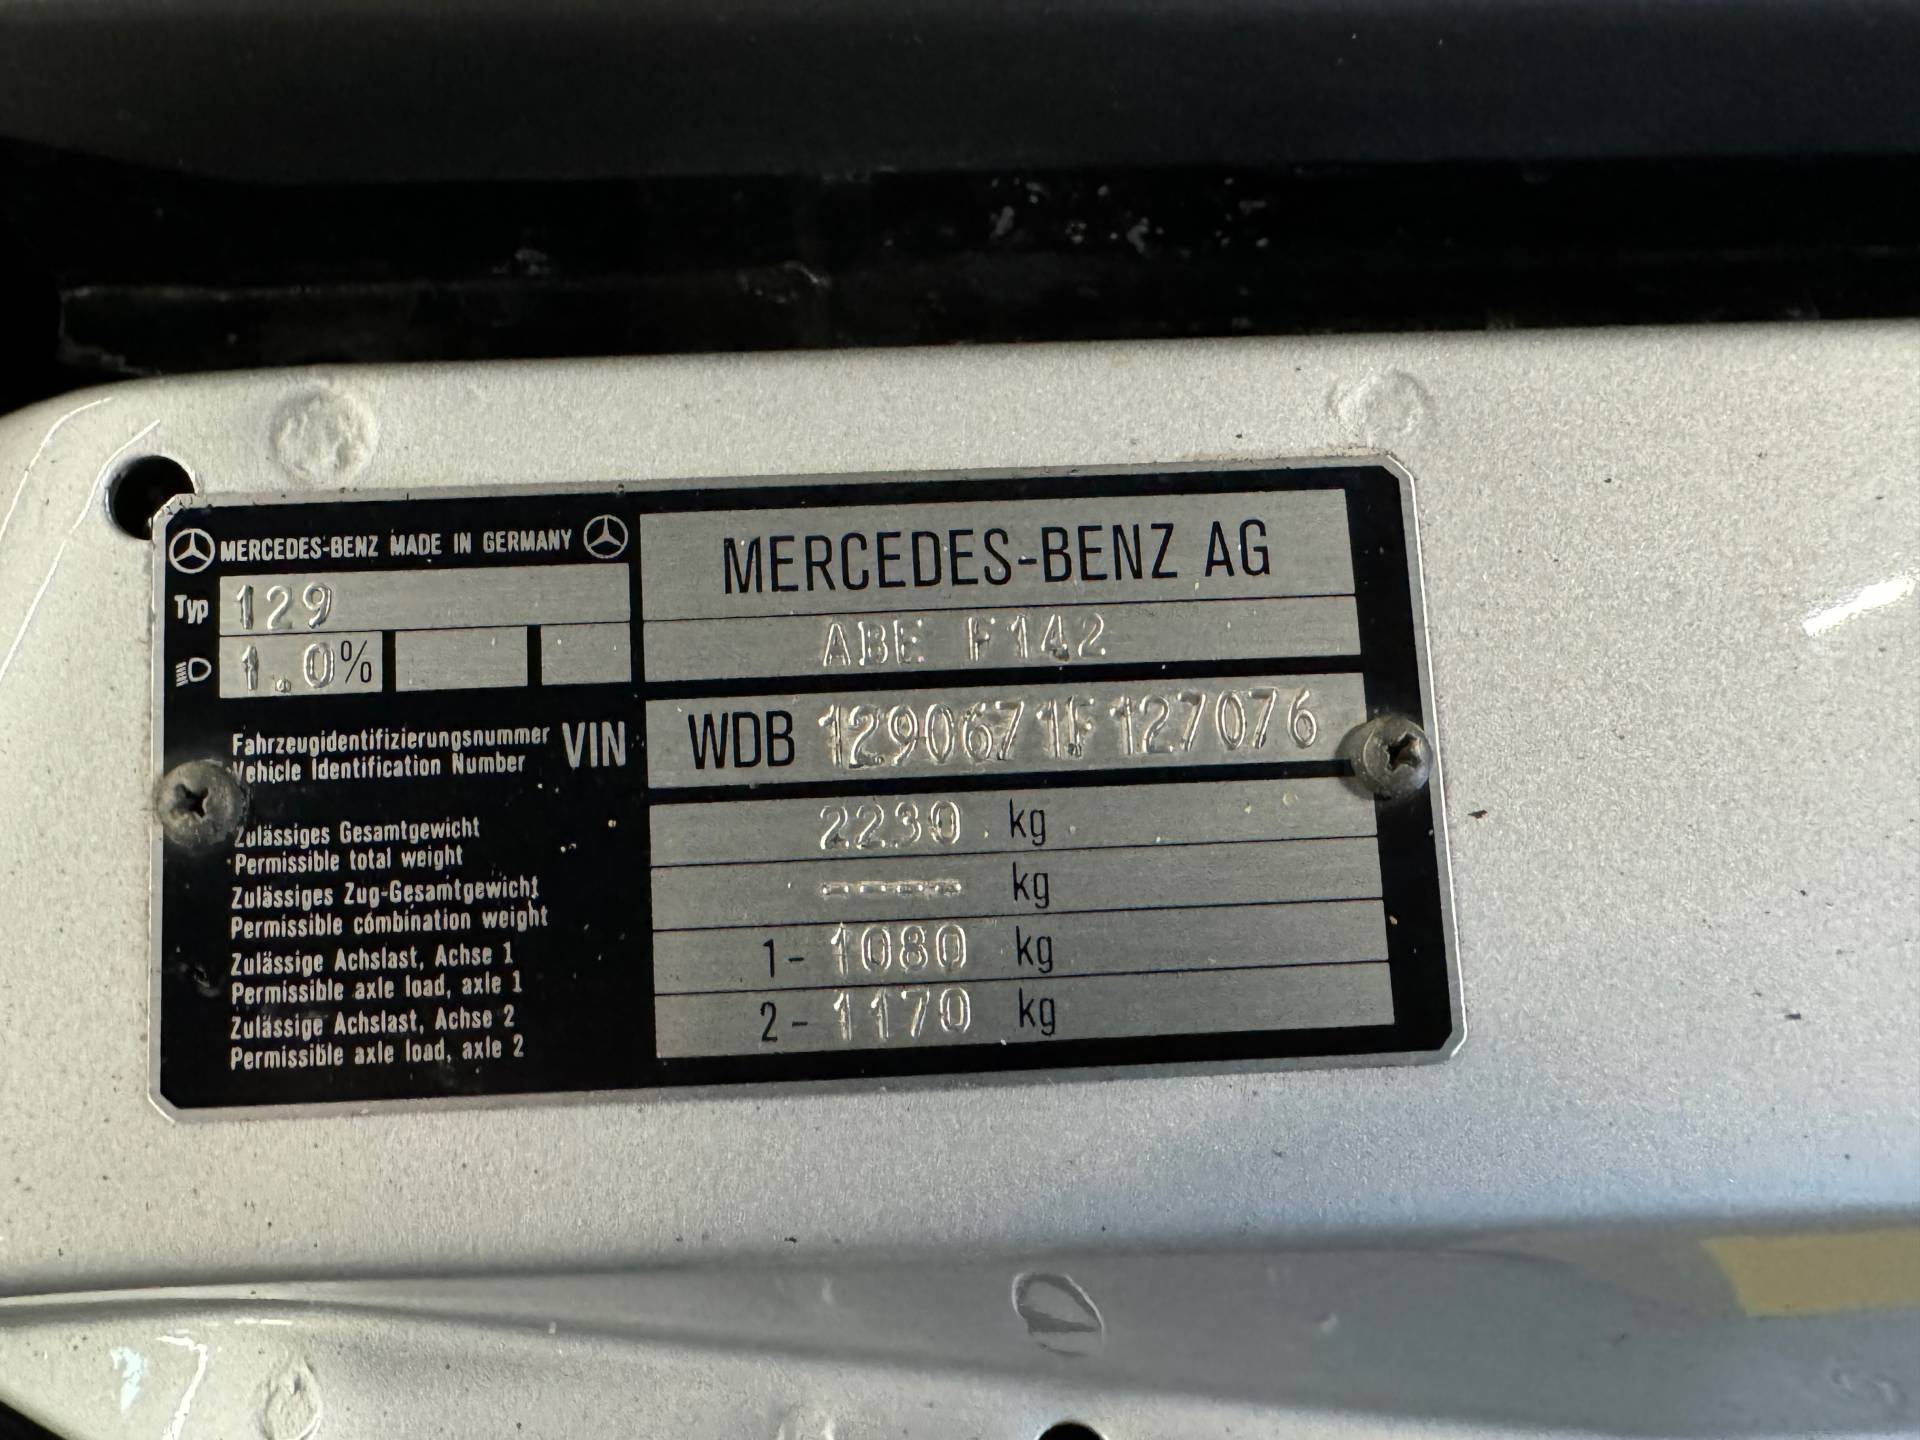 MERCEDES-BENZ MADE IN GERMANY
Typ 129
1.0%
MERCEDES-BENZ AG
ABE F142
Fahrzeugidentifizierungsnummer
Vehicle Identification Number
VIN WDB 1290671F127076
Zulässiges Gesamtgewicht
Permissible total weight
2230 kg
Zulässiges Zug-Gesamtgewicht
Permissible combination weight
---- kg
Zulässige Achslast, Achse 1
Permissible axle load, axle 1
1- 1080 kg
Zulässige Achslast, Achse 2
Permissible axle load, axle 2
2- 1170 kg